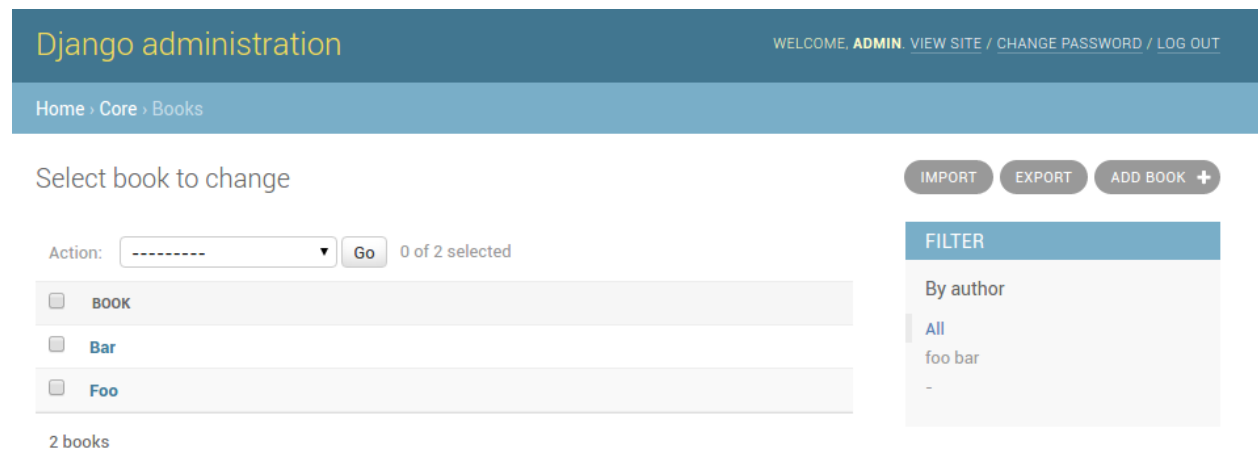 Django administration
WELCOME, ADMIN. VIEW SITE / CHANGE PASSWORD / LOG OUT
Home › Core › Books
Select book to change
IMPORT
EXPORT
ADD BOOK +
Action: --------- Go 0 of 2 selected
BOOK
Bar
Foo
2 books
FILTER
By author
All
foo bar
-